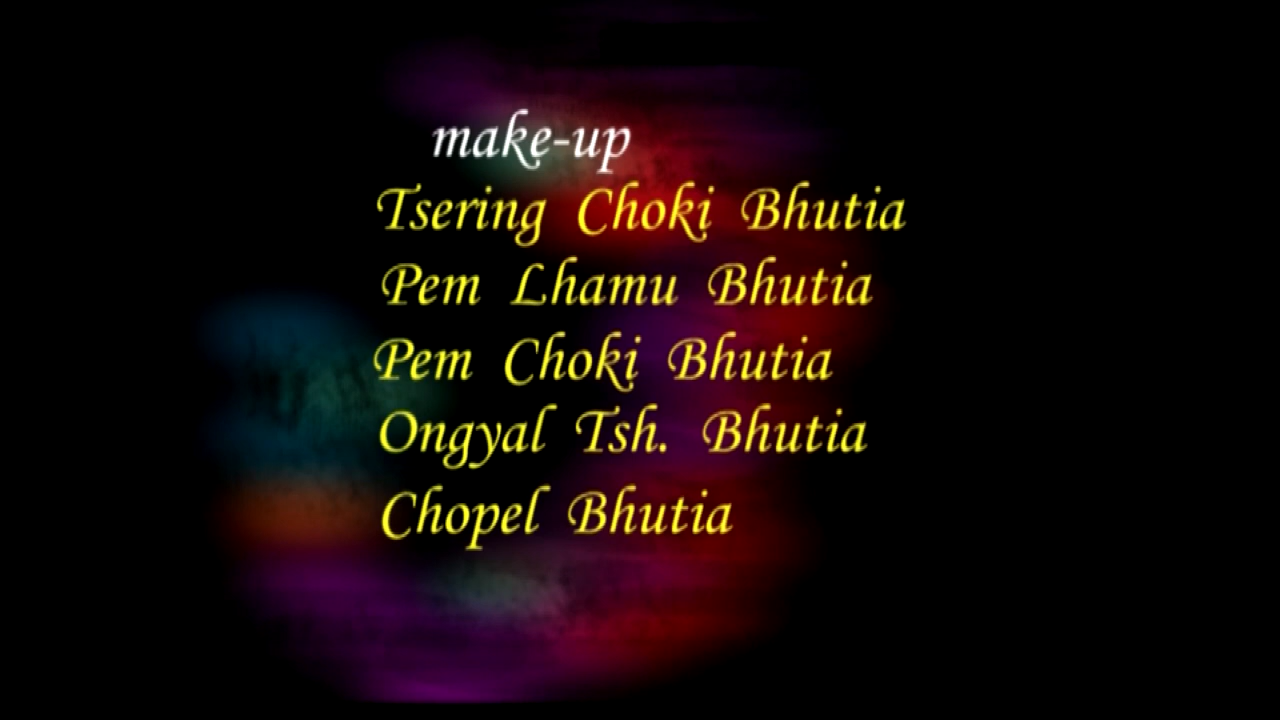 make-up
Tsering Choki Bhutia
Pem Lhamu Bhutia
Pem Choki Bhutia
Ongyal Tsh. Bhutia
Chopel Bhutia